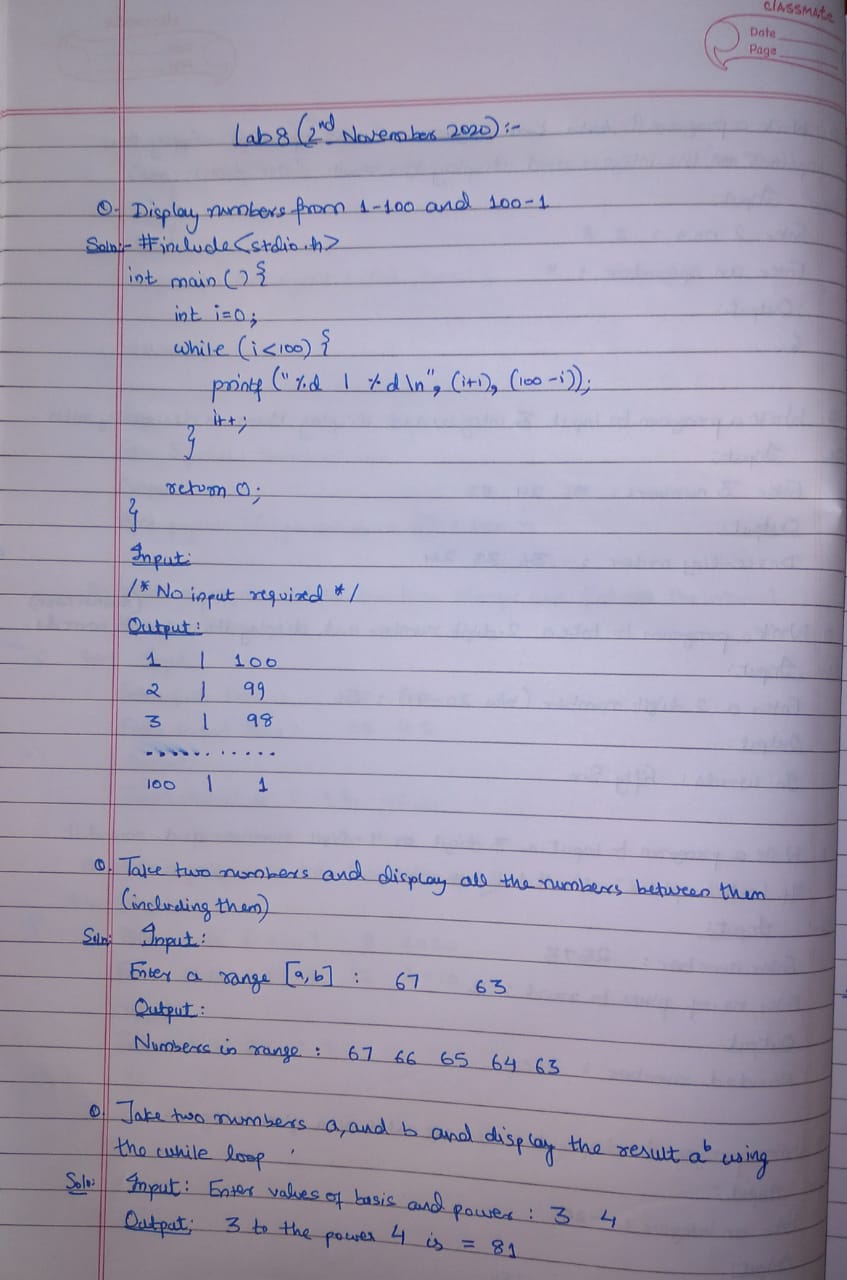 classmate
Date
Page
Lab 8 (2nd November 2020):-
Q. Display numbers from 1-100 and 100-1
Soln:- #include<stdio.h>
int main () {
int i=0;
while (i<100) {
printf ("%d | %d\n", (i+1), (100-i));
i++;
}
return 0;
}
Input:
/* No input required */
Output:
1 | 100
2 | 99
3 | 98
...........
100 | 1
Q. Take two numbers and display all the numbers between them
(including them)
Soln: Input:
Enter a range [a,b] : 67 63
Output:
Numbers in range : 67 66 65 64 63
Q. Take two numbers a, and b and display the result a^b using
the while loop
Soln: Input: Enter values of basis and power : 3 4
Output: 3 to the power 4 is = 81